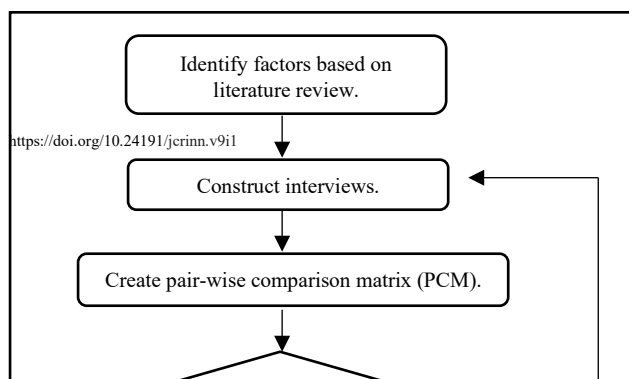 Identify factors based on
literature review.
https://doi.org/10.24191/jcrinn.v9i1
Construct interviews.
Create pair-wise comparison matrix (PCM).